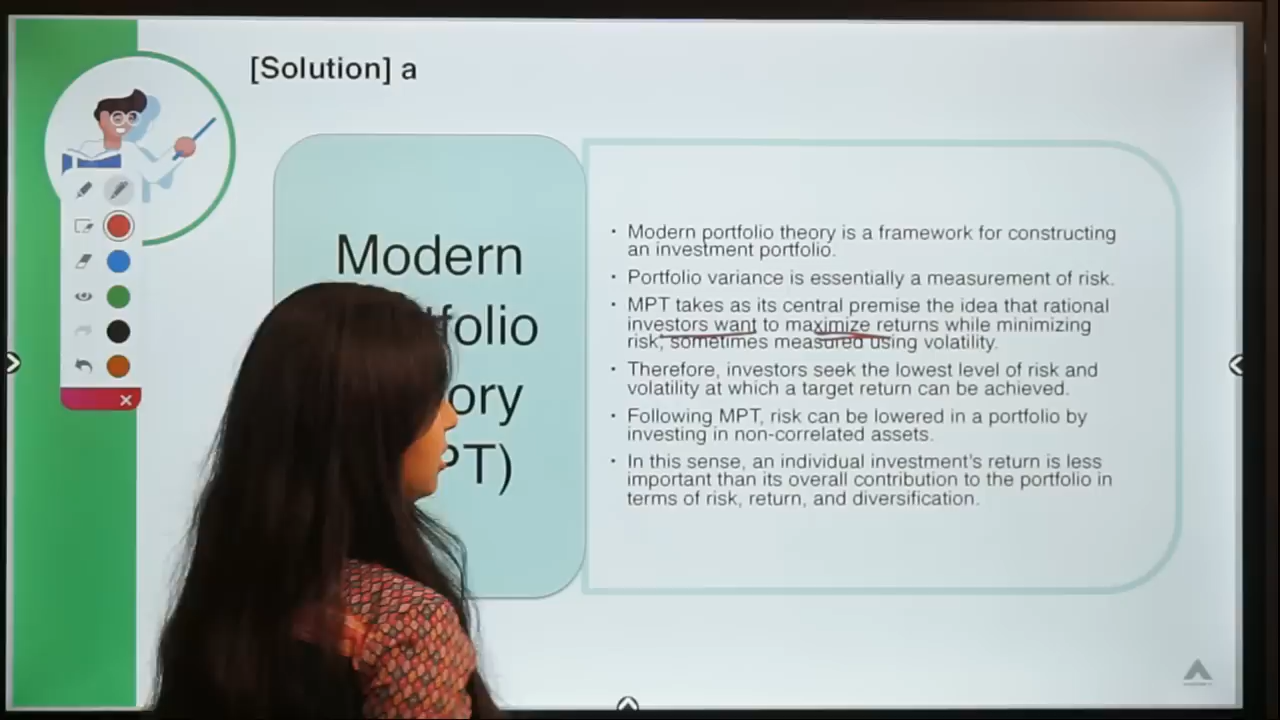 [Solution] a
Modern
folio
ory
PT)
• Modern portfolio theory is a framework for constructing
an investment portfolio.
• Portfolio variance is essentially a measurement of risk.
• MPT takes as its central premise the idea that rational
investors want to maximize returns while minimizing
risk, sometimes measured using volatility.
• Therefore, investors seek the lowest level of risk and
volatility at which a target return can be achieved.
• Following MPT, risk can be lowered in a portfolio by
investing in non-correlated assets.
• In this sense, an individual investment's return is less
important than its overall contribution to the portfolio in
terms of risk, return, and diversification.